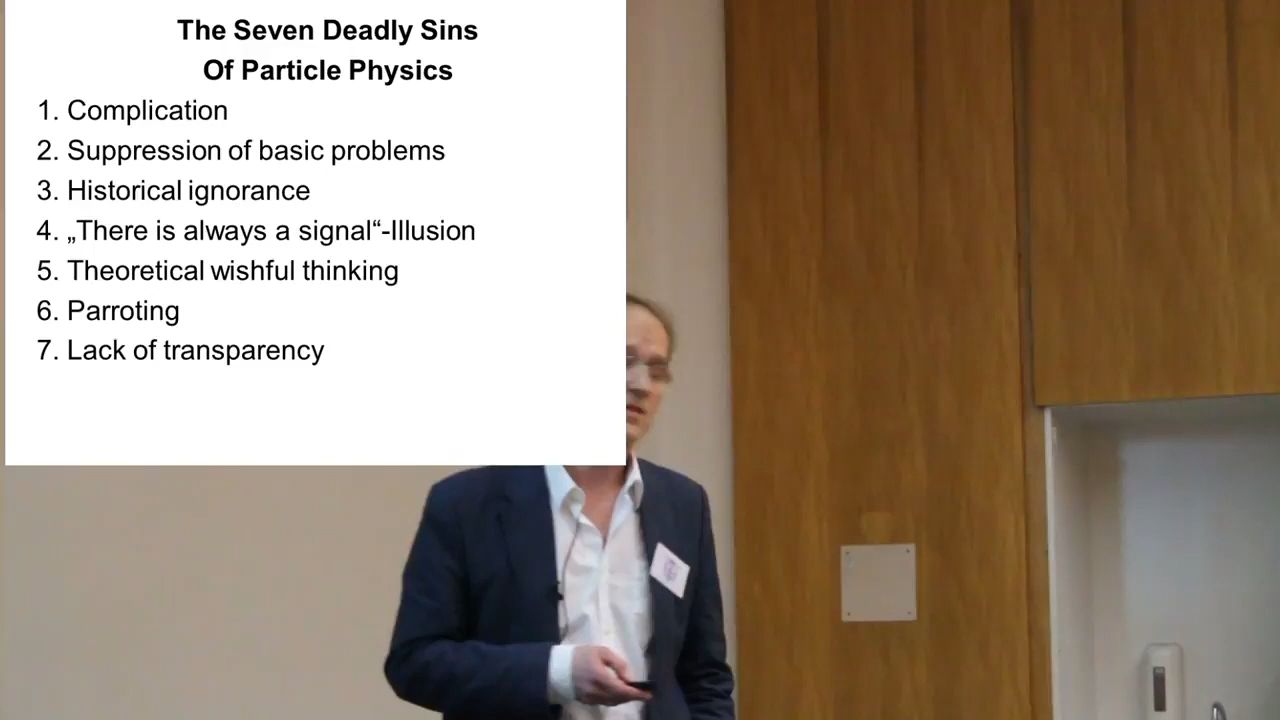 The Seven Deadly Sins
Of Particle Physics
1. Complication
2. Suppression of basic problems
3. Historical ignorance
4. „There is always a signal“-Illusion
5. Theoretical wishful thinking
6. Parroting
7. Lack of transparency